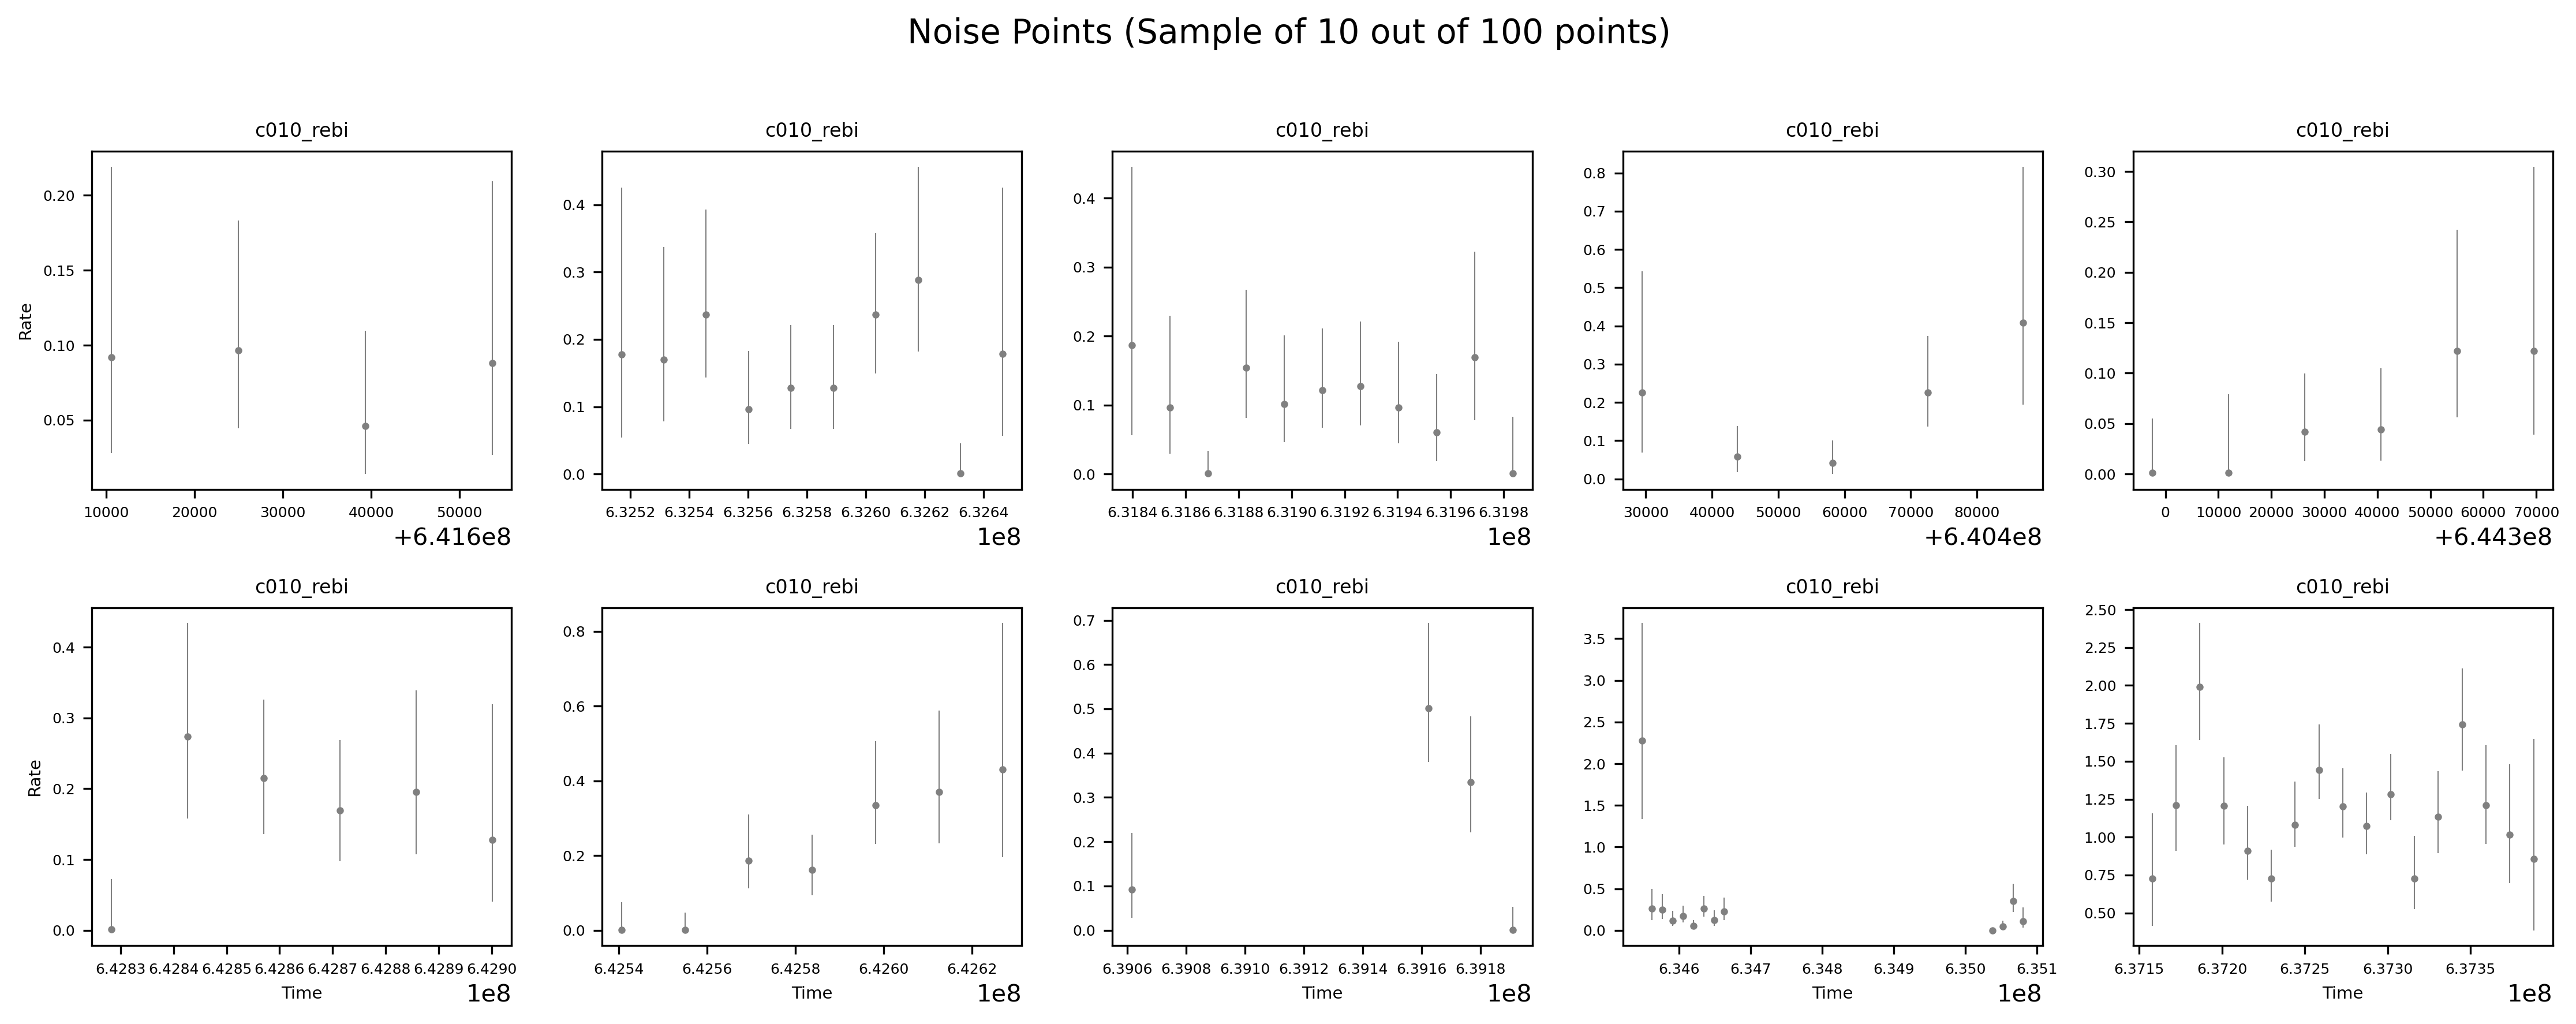 Noise Points (Sample of 10 out of 100 points)
c010_rebi
c010_rebi
c010_rebi
c010_rebi
c010_rebi
Rate
0.20
0.15
0.10
0.05
10000 20000 30000 40000 50000
+6.416e8
0.4
0.3
0.2
0.1
0.0
6.3252 6.3254 6.3256 6.3258 6.3260 6.3262 6.3264
1e8
0.4
0.3
0.2
0.1
0.0
6.3184 6.3186 6.3188 6.3190 6.3192 6.3194 6.3196 6.3198
1e8
0.8
0.7
0.6
0.5
0.4
0.3
0.2
0.1
0.0
30000 40000 50000 60000 70000 80000
+6.404e8
0.30
0.25
0.20
0.15
0.10
0.05
0.00
0 10000 20000 30000 40000 50000 60000 70000
+6.443e8
c010_rebi
c010_rebi
c010_rebi
c010_rebi
c010_rebi
Rate
0.4
0.3
0.2
0.1
0.0
6.4283 6.4284 6.4285 6.4286 6.4287 6.4288 6.4289 6.4290
Time
1e8
0.8
0.6
0.4
0.2
0.0
6.4254 6.4256 6.4258 6.4260 6.4262
Time
1e8
0.7
0.6
0.5
0.4
0.3
0.2
0.1
0.0
6.3906 6.3908 6.3910 6.3912 6.3914 6.3916 6.3918
Time
1e8
3.5
3.0
2.5
2.0
1.5
1.0
0.5
0.0
6.346 6.347 6.348 6.349 6.350 6.351
Time
1e8
2.50
2.25
2.00
1.75
1.50
1.25
1.00
0.75
0.50
6.3715 6.3720 6.3725 6.3730 6.3735
Time
1e8